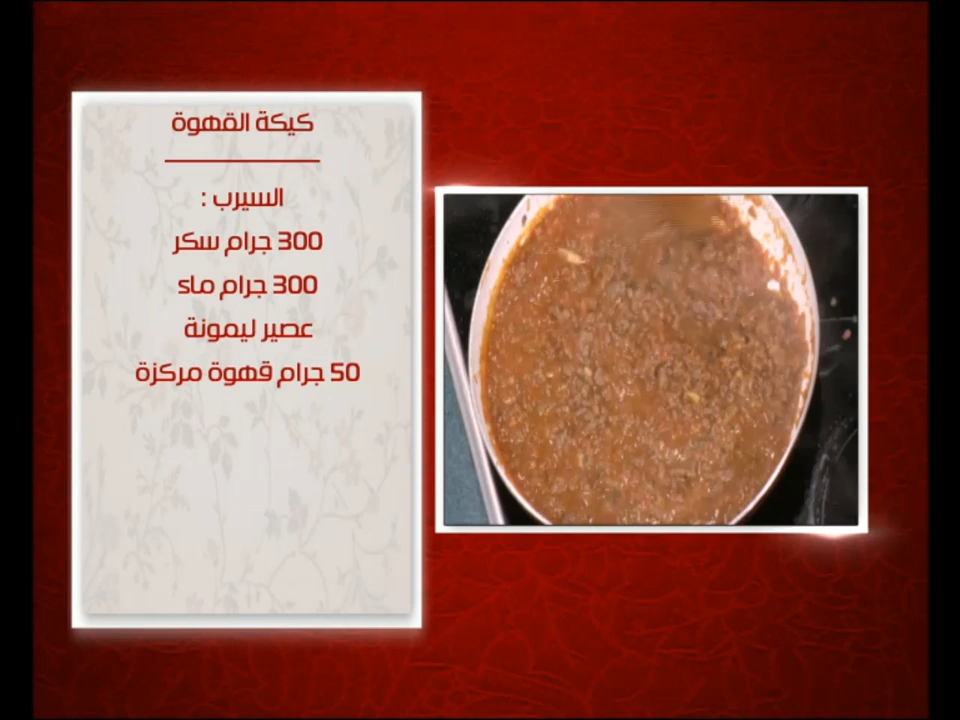 كيكة القهوة
السيرب :
300 جرام سكر
300 جرام ماء
عصير ليمونة
50 جرام قهوة مركزة